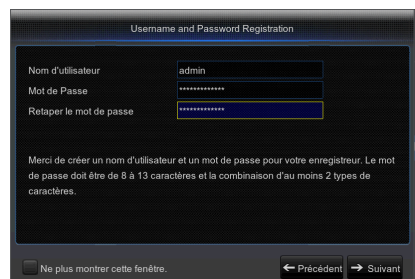 Username and Password Registration
Nom d'utilisateur admin
Mot de Passe *************
Retaper le mot de passe *************
Merci de créer un nom d'utilisateur et un mot de passe pour votre enregistreur. Le mot
de passe doit être de 8 à 13 caractères et la combinaison d'au moins 2 types de
caractères.
Ne plus montrer cette fenêtre. ← Précédent → Suivant